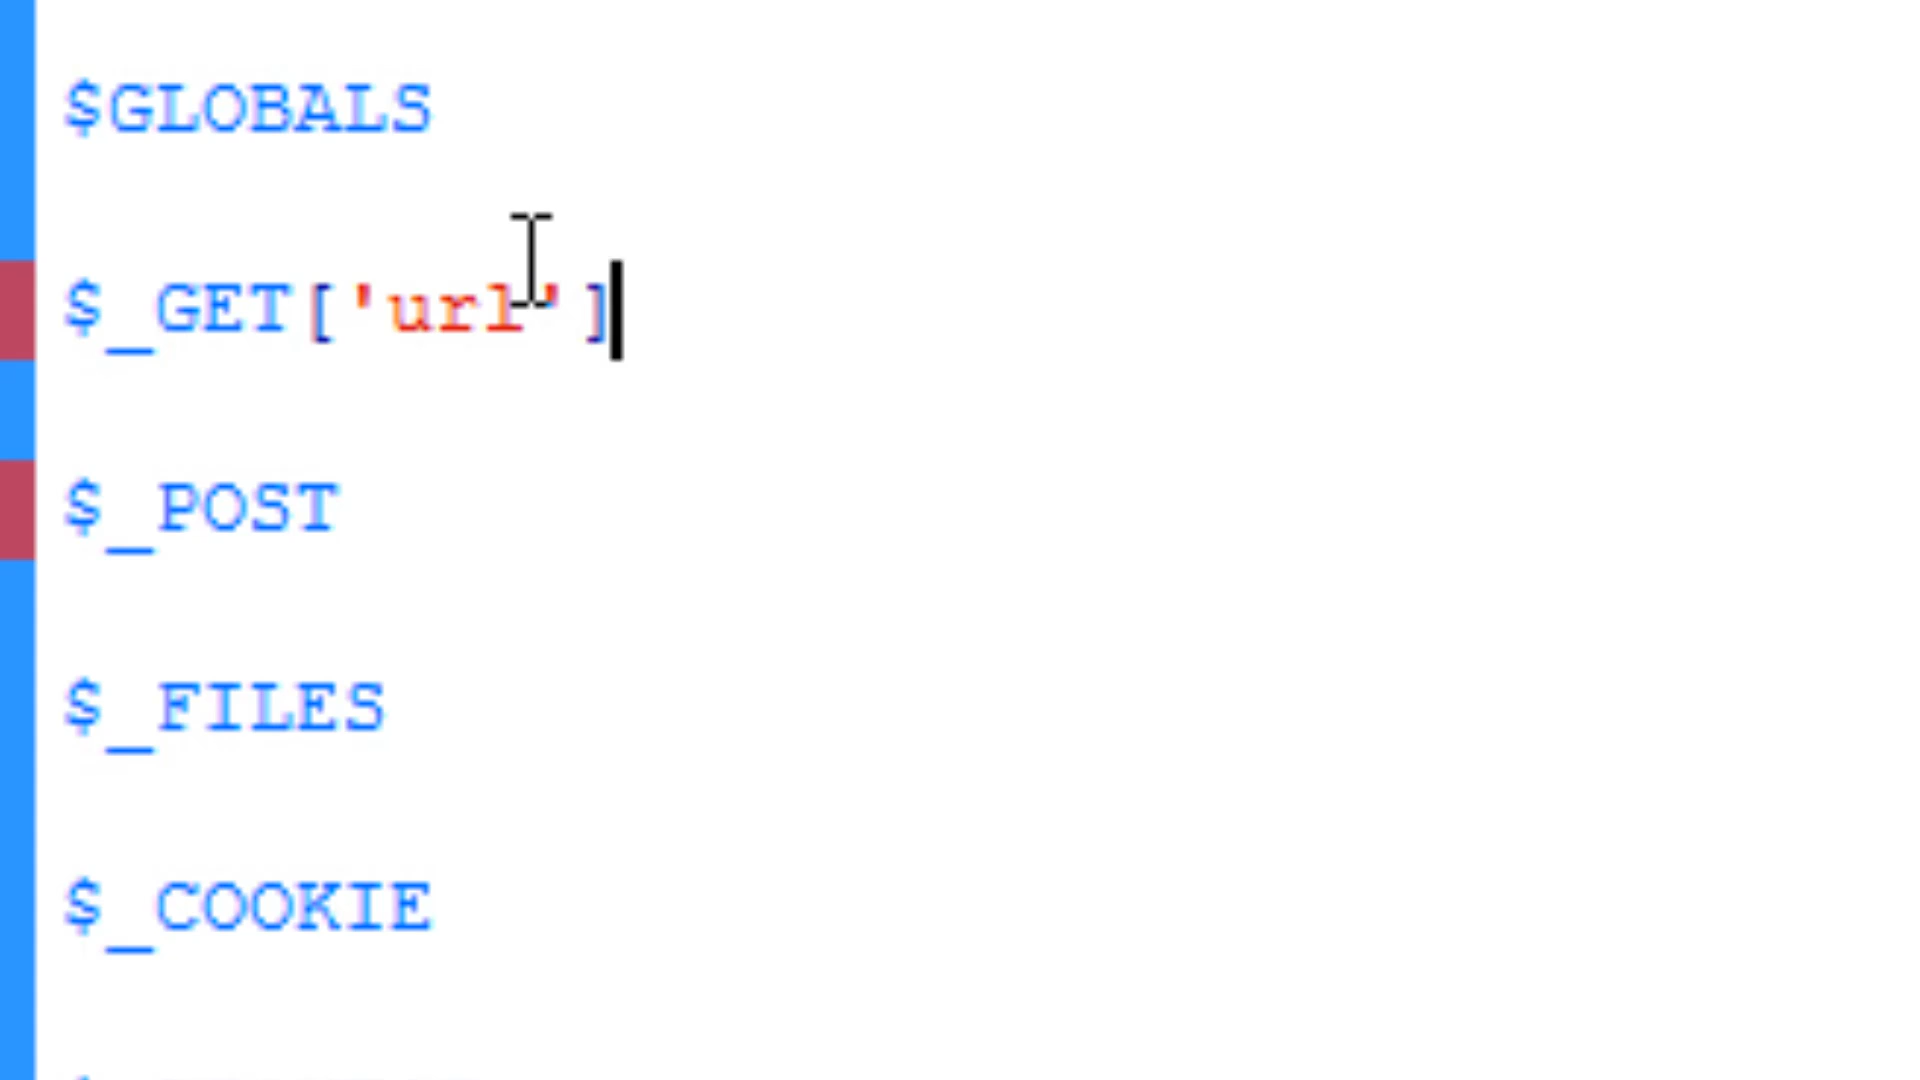 $GLOBALS
$_GET['url']
$_POST
$_FILES
$_COOKIE